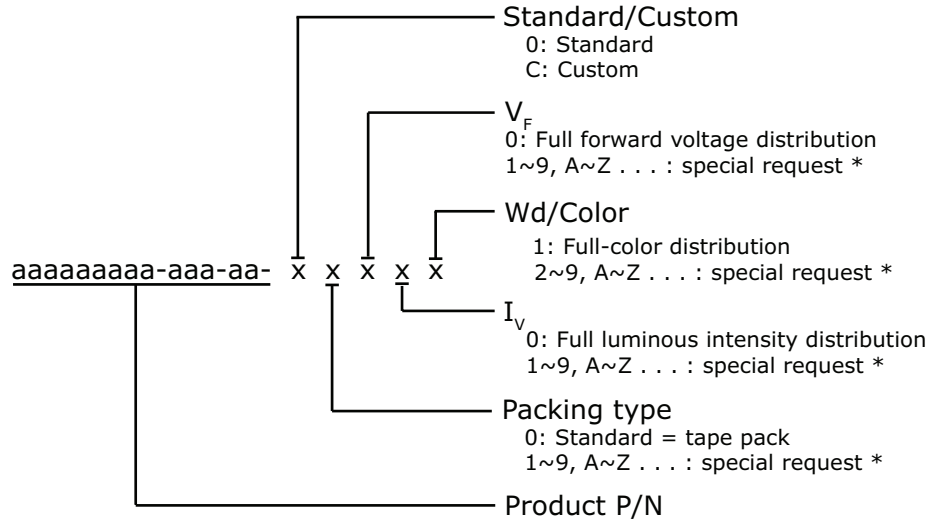 Standard/Custom
0: Standard
C: Custom
VF
0: Full forward voltage distribution
1~9, A~Z . . . : special request *
Wd/Color
1: Full-color distribution
2~9, A~Z . . . : special request *
aaaaaaaaa-aaa-aa- x x x x x
IV
0: Full luminous intensity distribution
1~9, A~Z . . . : special request *
Packing type
0: Standard = tape pack
1~9, A~Z . . . : special request *
Product P/N